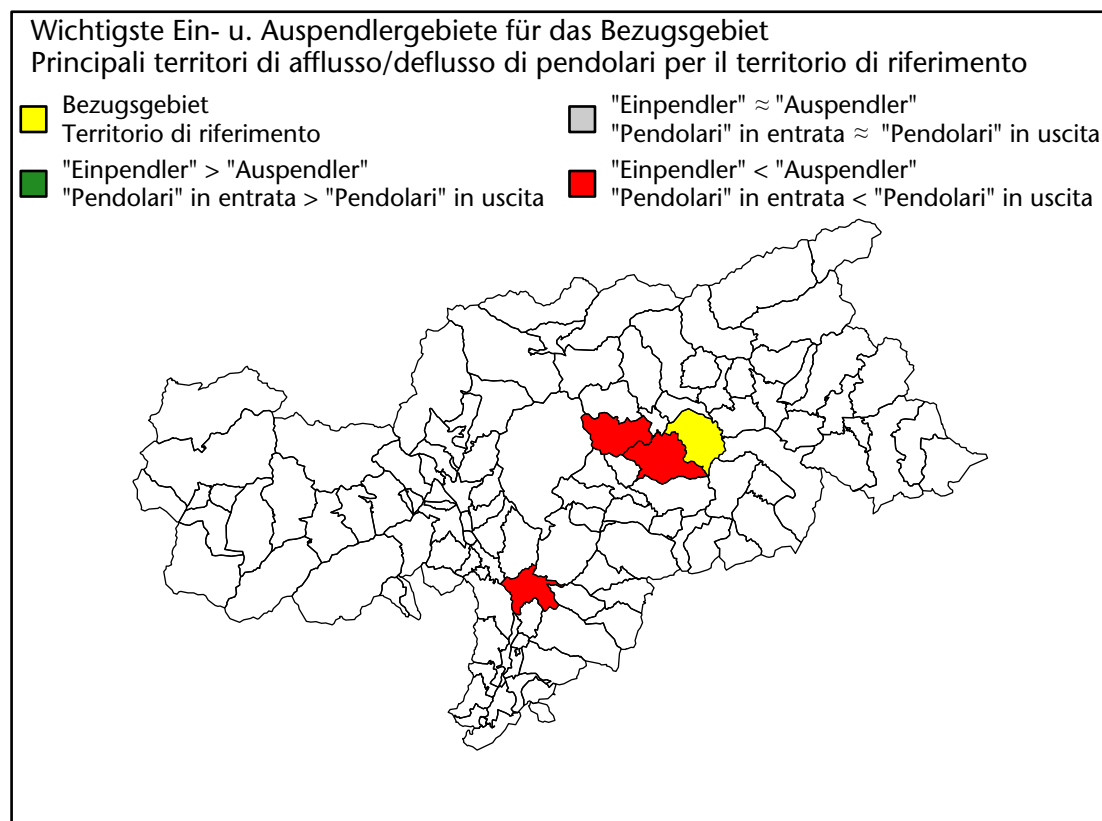 Wichtigste Ein- u. Auspendlergebiete für das Bezugsgebiet
Principali territori di afflusso/deflusso di pendolari per il territorio di riferimento
Bezugsgebiet
Territorio di riferimento
"Einpendler" > "Auspendler"
"Pendolari" in entrata > "Pendolari" in uscita
"Einpendler" ≈ "Auspendler"
"Pendolari" in entrata ≈ "Pendolari" in uscita
"Einpendler" < "Auspendler"
"Pendolari" in entrata < "Pendolari" in uscita